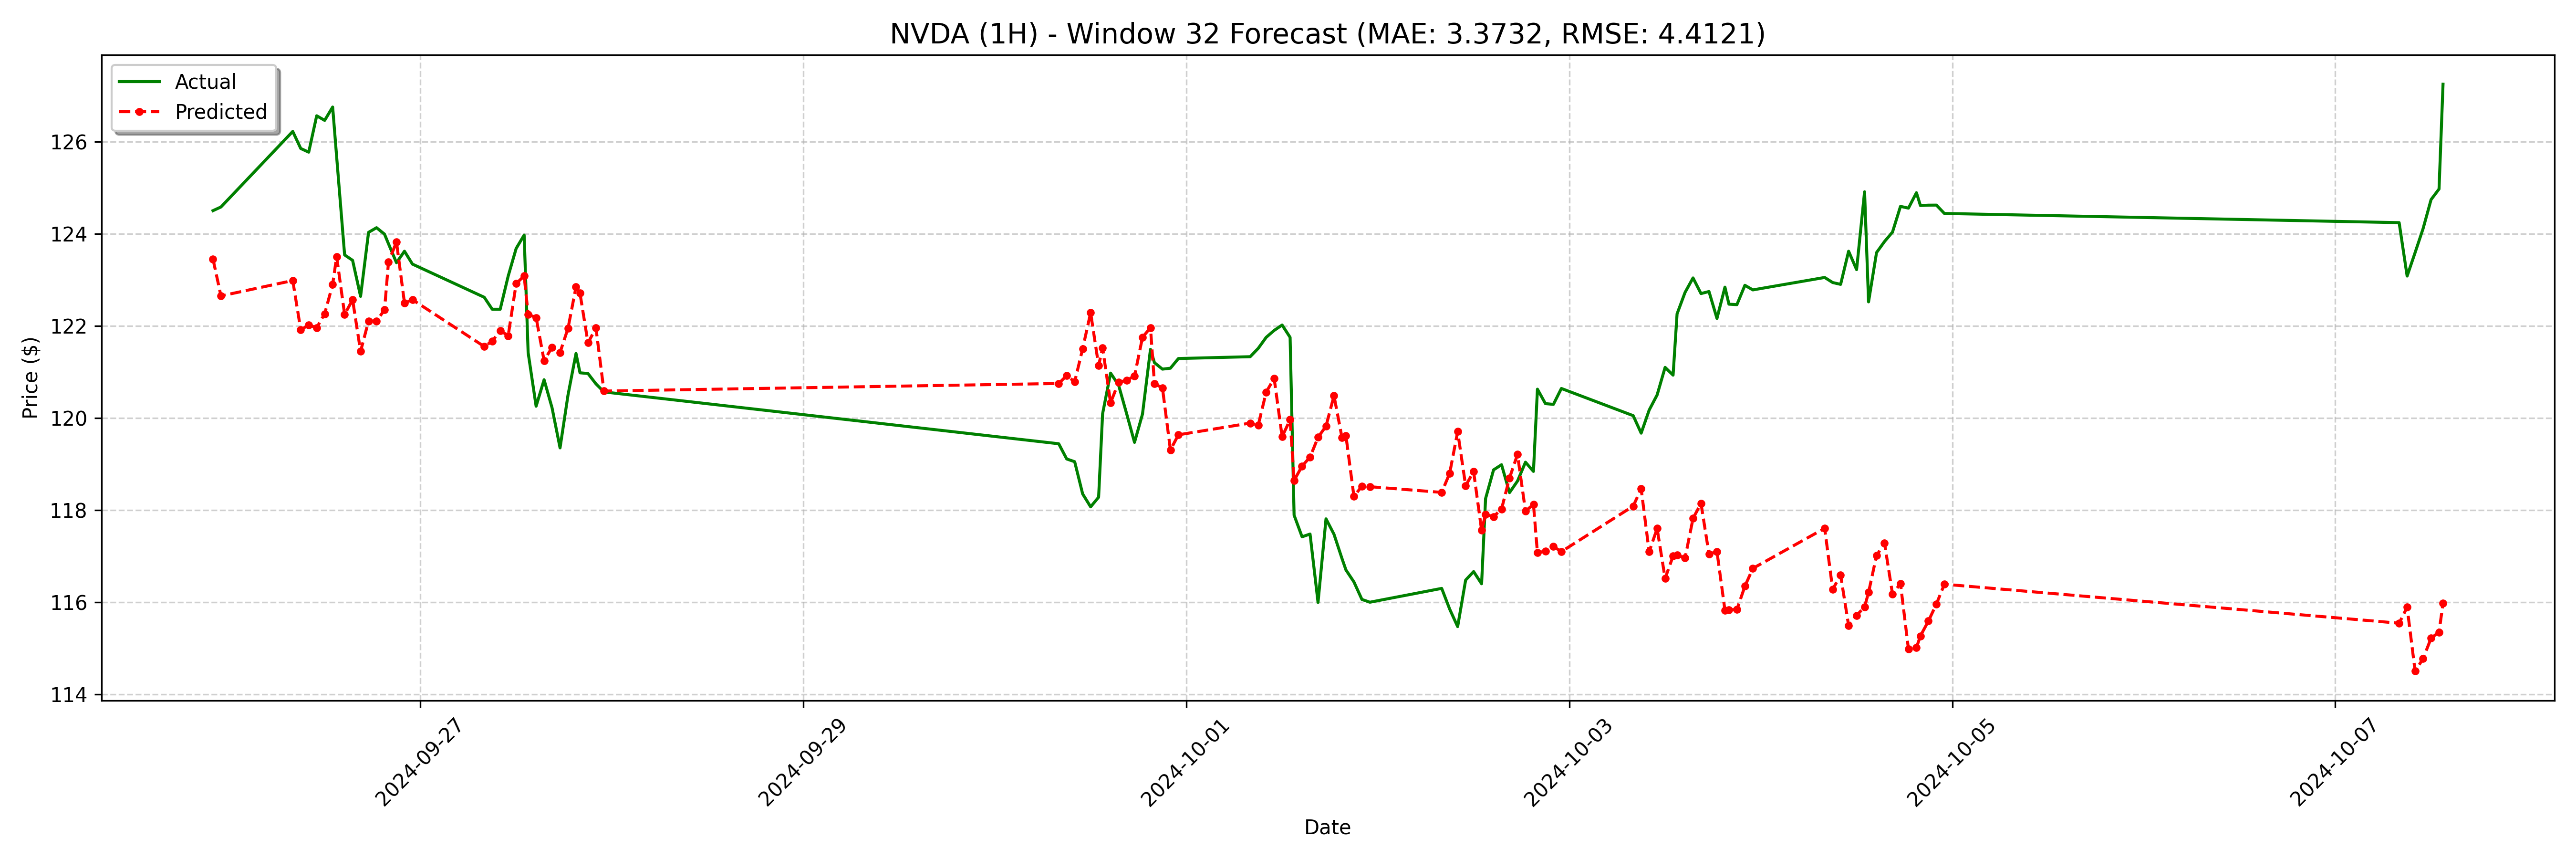 NVDA (1H) - Window 32 Forecast (MAE: 3.3732, RMSE: 4.4121)
Actual
Predicted
Price ($)
126
124
122
120
118
116
114
2024-09-27
2024-09-29
2024-10-01
2024-10-03
2024-10-05
2024-10-07
Date